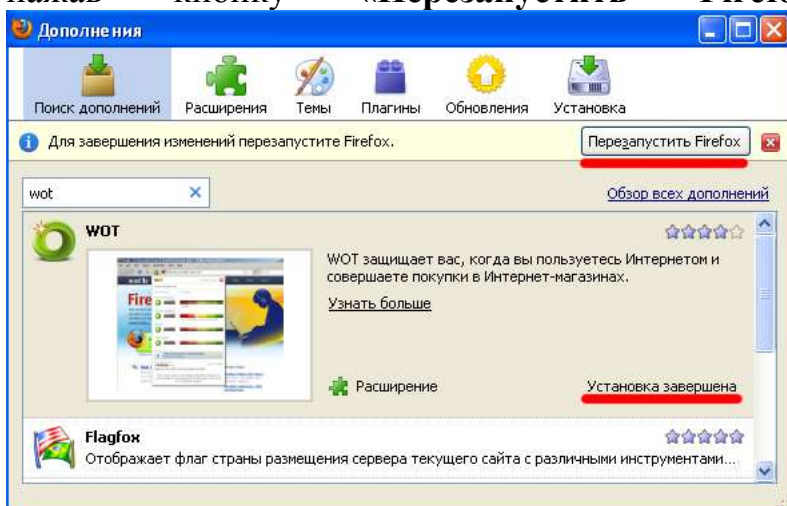 нажав кнопку «Перезапустить Firefo
Дополнения
Поиск дополнений Расширения Темы Плагины Обновления Установка
Для завершения изменений перезапустите Firefox. Перезапустить Firefox
wot Обзор всех дополнений
WOT
WOT защищает вас, когда вы пользуетесь Интернетом и
совершаете покупки в Интернет-магазинах.
Узнать больше
Fire
Расширение Установка завершена
Flagfox
Отображает флаг страны размещения сервера текущего сайта с различными инструментами...